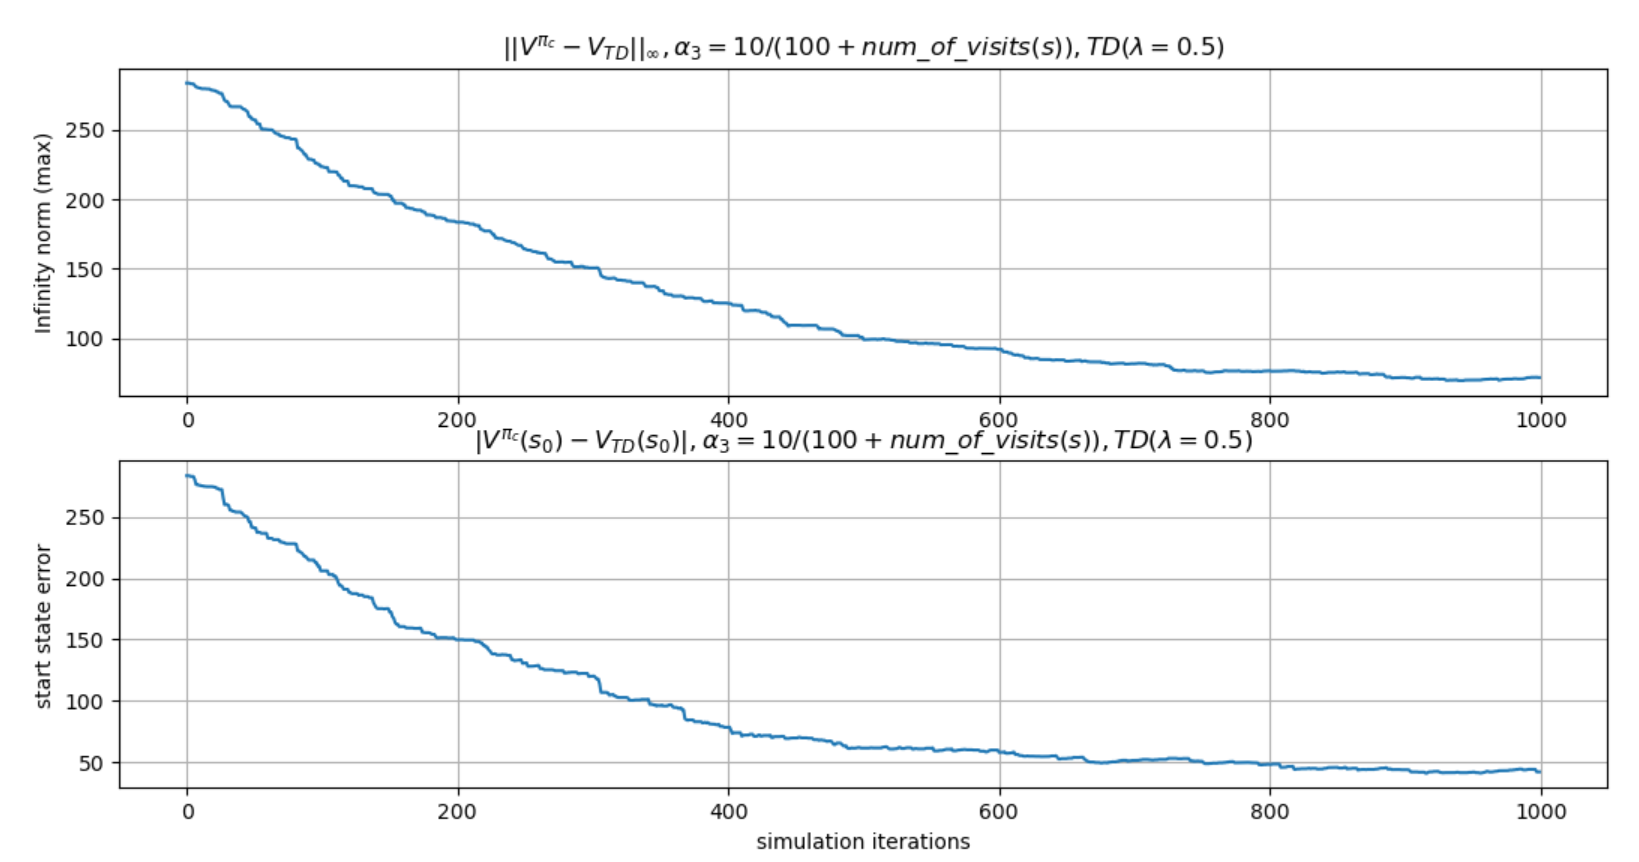 ||V^{π_c} − V_{TD}||_∞, α_3 = 10/(100 + num_of_visits(s)), TD(λ = 0.5)
Infinity norm (max)
250
200
150
100
0 200 400 600 800 1000
|V^{π_c}(s_0) − V_{TD}(s_0)|, α_3 = 10/(100 + num_of_visits(s)), TD(λ = 0.5)
start state error
250
200
150
100
50
0 200 400 600 800 1000
simulation iterations